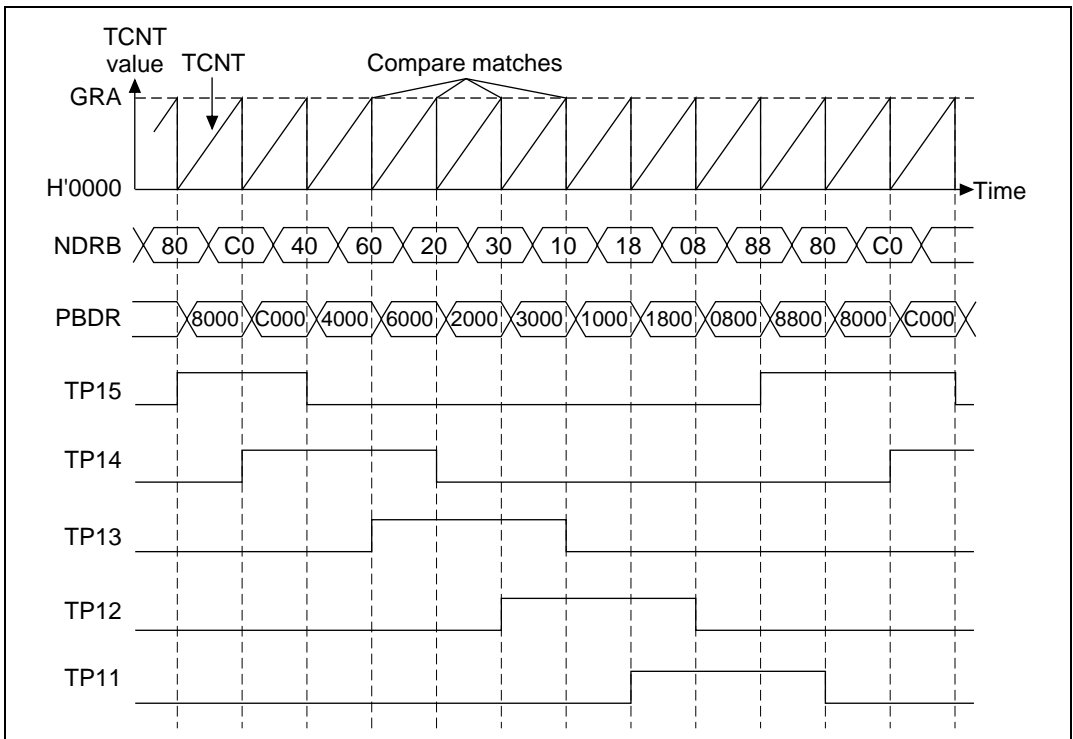 TCNT
value
TCNT
Compare matches
GRA
H'0000
Time
NDRB 80 C0 40 60 20 30 10 18 08 88 80 C0
PBDR 8000 C000 4000 6000 2000 3000 1000 1800 0800 8800 8000 C000
TP15
TP14
TP13
TP12
TP11